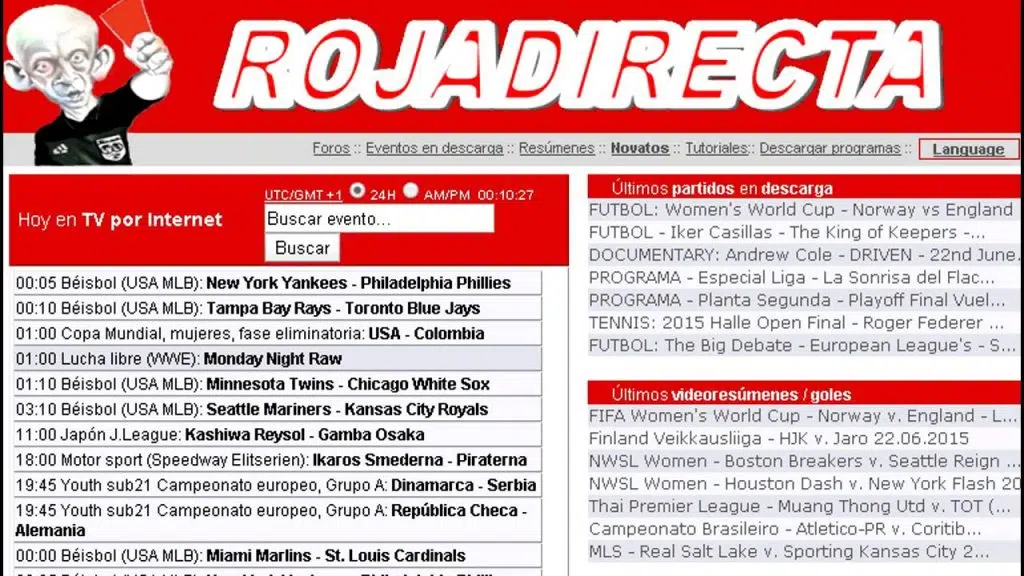 ROJADIRECTA
Foros :: Eventos en descarga :: Resúmenes :: Novatos :: Tutoriales:: Descargar programas :: Language
Hoy en TV por Internet
UTC/GMT +1 24H AM/PM 00:10:27
Buscar evento...
Buscar
00:05 Béisbol (USA MLB): New York Yankees - Philadelphia Phillies
00:10 Béisbol (USA MLB): Tampa Bay Rays - Toronto Blue Jays
01:00 Copa Mundial, mujeres, fase eliminatoria: USA - Colombia
01:00 Lucha libre (WWE): Monday Night Raw
01:10 Béisbol (USA MLB): Minnesota Twins - Chicago White Sox
03:10 Béisbol (USA MLB): Seattle Mariners - Kansas City Royals
11:00 Japón J.League: Kashiwa Reysol - Gamba Osaka
18:00 Motor sport (Speedway Elitserien): Ikaros Smederna - Piraterna
19:45 Youth sub21 Campeonato europeo, Grupo A: Dinamarca - Serbia
19:45 Youth sub21 Campeonato europeo, Grupo A: República Checa -
Alemania
00:00 Béisbol (USA MLB): Miami Marlins - St. Louis Cardinals
Últimos partidos en descarga
FUTBOL: Women's World Cup - Norway vs England
FUTBOL - Iker Casillas - The King of Keepers -...
DOCUMENTARY: Andrew Cole - DRIVEN - 22nd June.
PROGRAMA - Especial Liga - La Sonrisa del Flac...
PROGRAMA - Planta Segunda - Playoff Final Vuel...
TENNIS: 2015 Halle Open Final - Roger Federer ...
FUTBOL: The Big Debate - European League's - S...
Últimos videoresúmenes / goles
FIFA Women's World Cup - Norway v. England - L...
Finland Veikkausliiga - HJK v. Jaro 22.06.2015
NWSL Women - Boston Breakers v. Seattle Reign ...
NWSL Women - Houston Dash v. New York Flash 20
Thai Premier League - Muang Thong Utd v. TOT (...
Campeonato Brasileiro - Atletico-PR v. Coritib...
MLS - Real Salt Lake v. Sporting Kansas City 2...